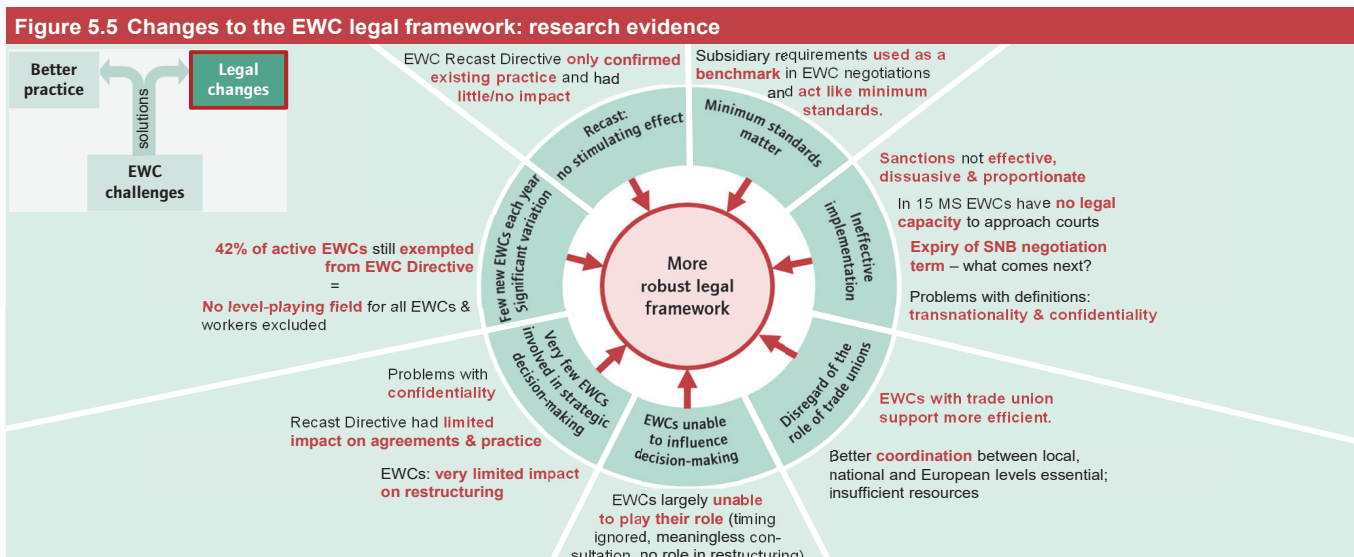 Figure 5.5 Changes to the EWC legal framework: research evidence
Better
practice
Legal
changes
solutions
EWC
challenges
EWC Recast Directive only confirmed
existing practice and had
little/no impact
Subsidiary requirements used as a
benchmark in EWC negotiations
and act like minimum
standards.
Recast:
no stimulating effect
Minimum standards
matter
Sanctions not effective,
dissuasive & proportionate
In 15 MS EWCs have no legal
capacity to approach courts
Expiry of SNB negotiation
term – what comes next?
Problems with definitions:
transnationality & confidentiality
Ineffective
implementation
Few new EWCs each year
Significant variation
42% of active EWCs still exempted
from EWC Directive
=
No level-playing field for all EWCs &
workers excluded
More
robust legal
framework
Very few EWCs
involved in strategic
decision-making
Disregard of the
role of trade unions
EWCs unable
to influence
decision-making
Problems with
confidentiality
Recast Directive had limited
impact on agreements & practice
EWCs: very limited impact
on restructuring
EWCs with trade union
support more efficient.
Better coordination between local,
national and European levels essential;
insufficient resources
EWCs largely unable
to play their role (timing
ignored, meaningless con-
sultation, no role in restructuring)